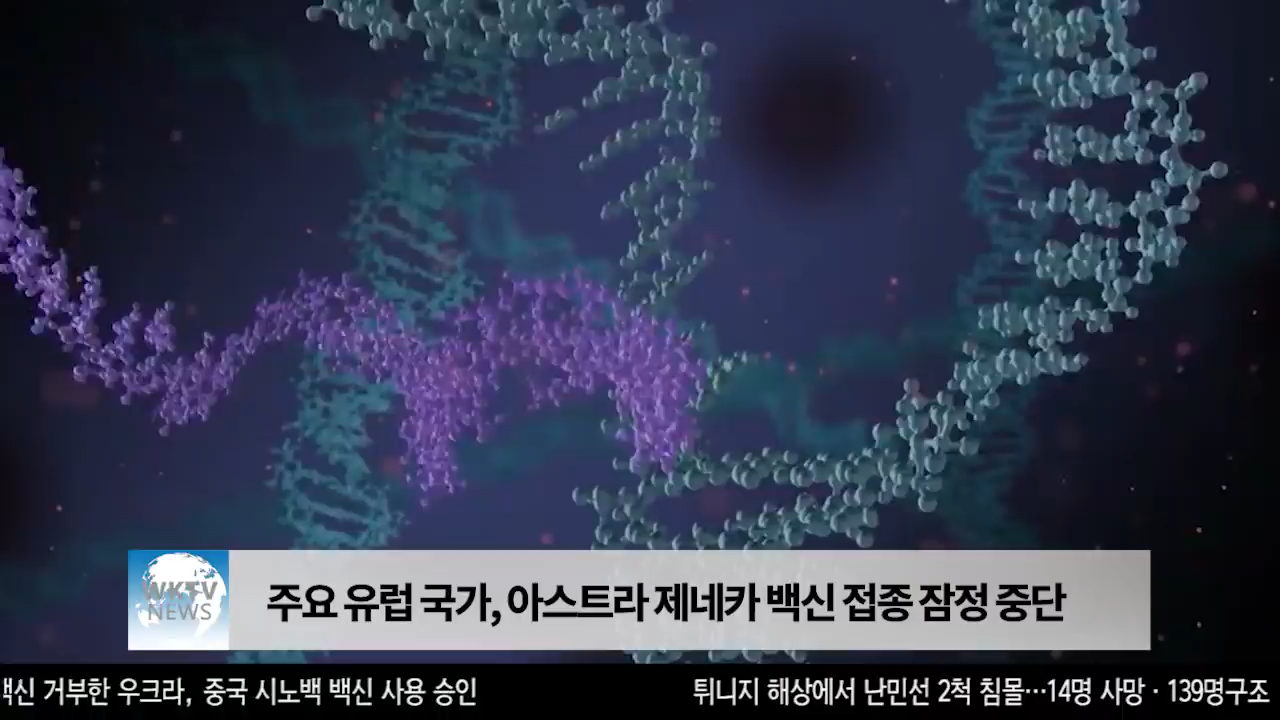 WKTV
NEWS
주요 유럽 국가, 아스트라 제네카 백신 접종 잠정 중단
백신 거부한 우크라, 중국 시노백 백신 사용 승인
튀니지 해상에서 난민선 2척 침몰···14명 사망 · 139명구조